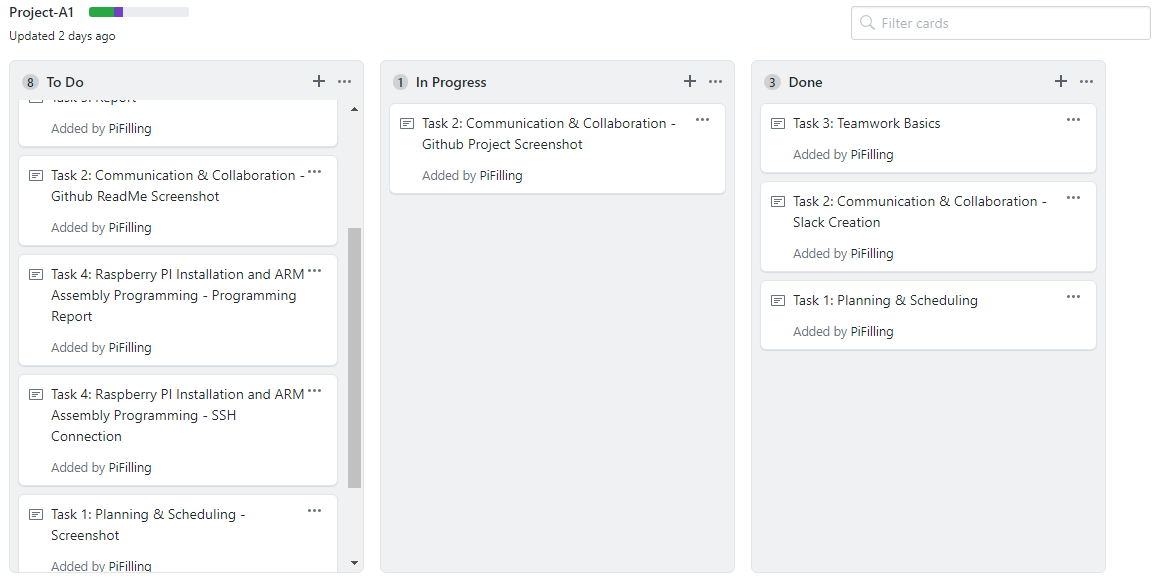 Project-A1
Updated 2 days ago
Filter cards
8 To Do
Task 5: Report
Added by PiFilling
Task 2: Communication & Collaboration -
Github ReadMe Screenshot
Added by PiFilling
Task 4: Raspberry PI Installation and ARM
Assembly Programming - Programming
Report
Added by PiFilling
Task 4: Raspberry PI Installation and ARM
Assembly Programming - SSH
Connection
Added by PiFilling
Task 1: Planning & Scheduling -
Screenshot
Added by PiFilling
1 In Progress
Task 2: Communication & Collaboration -
Github Project Screenshot
Added by PiFilling
3 Done
Task 3: Teamwork Basics
Added by PiFilling
Task 2: Communication & Collaboration -
Slack Creation
Added by PiFilling
Task 1: Planning & Scheduling
Added by PiFilling